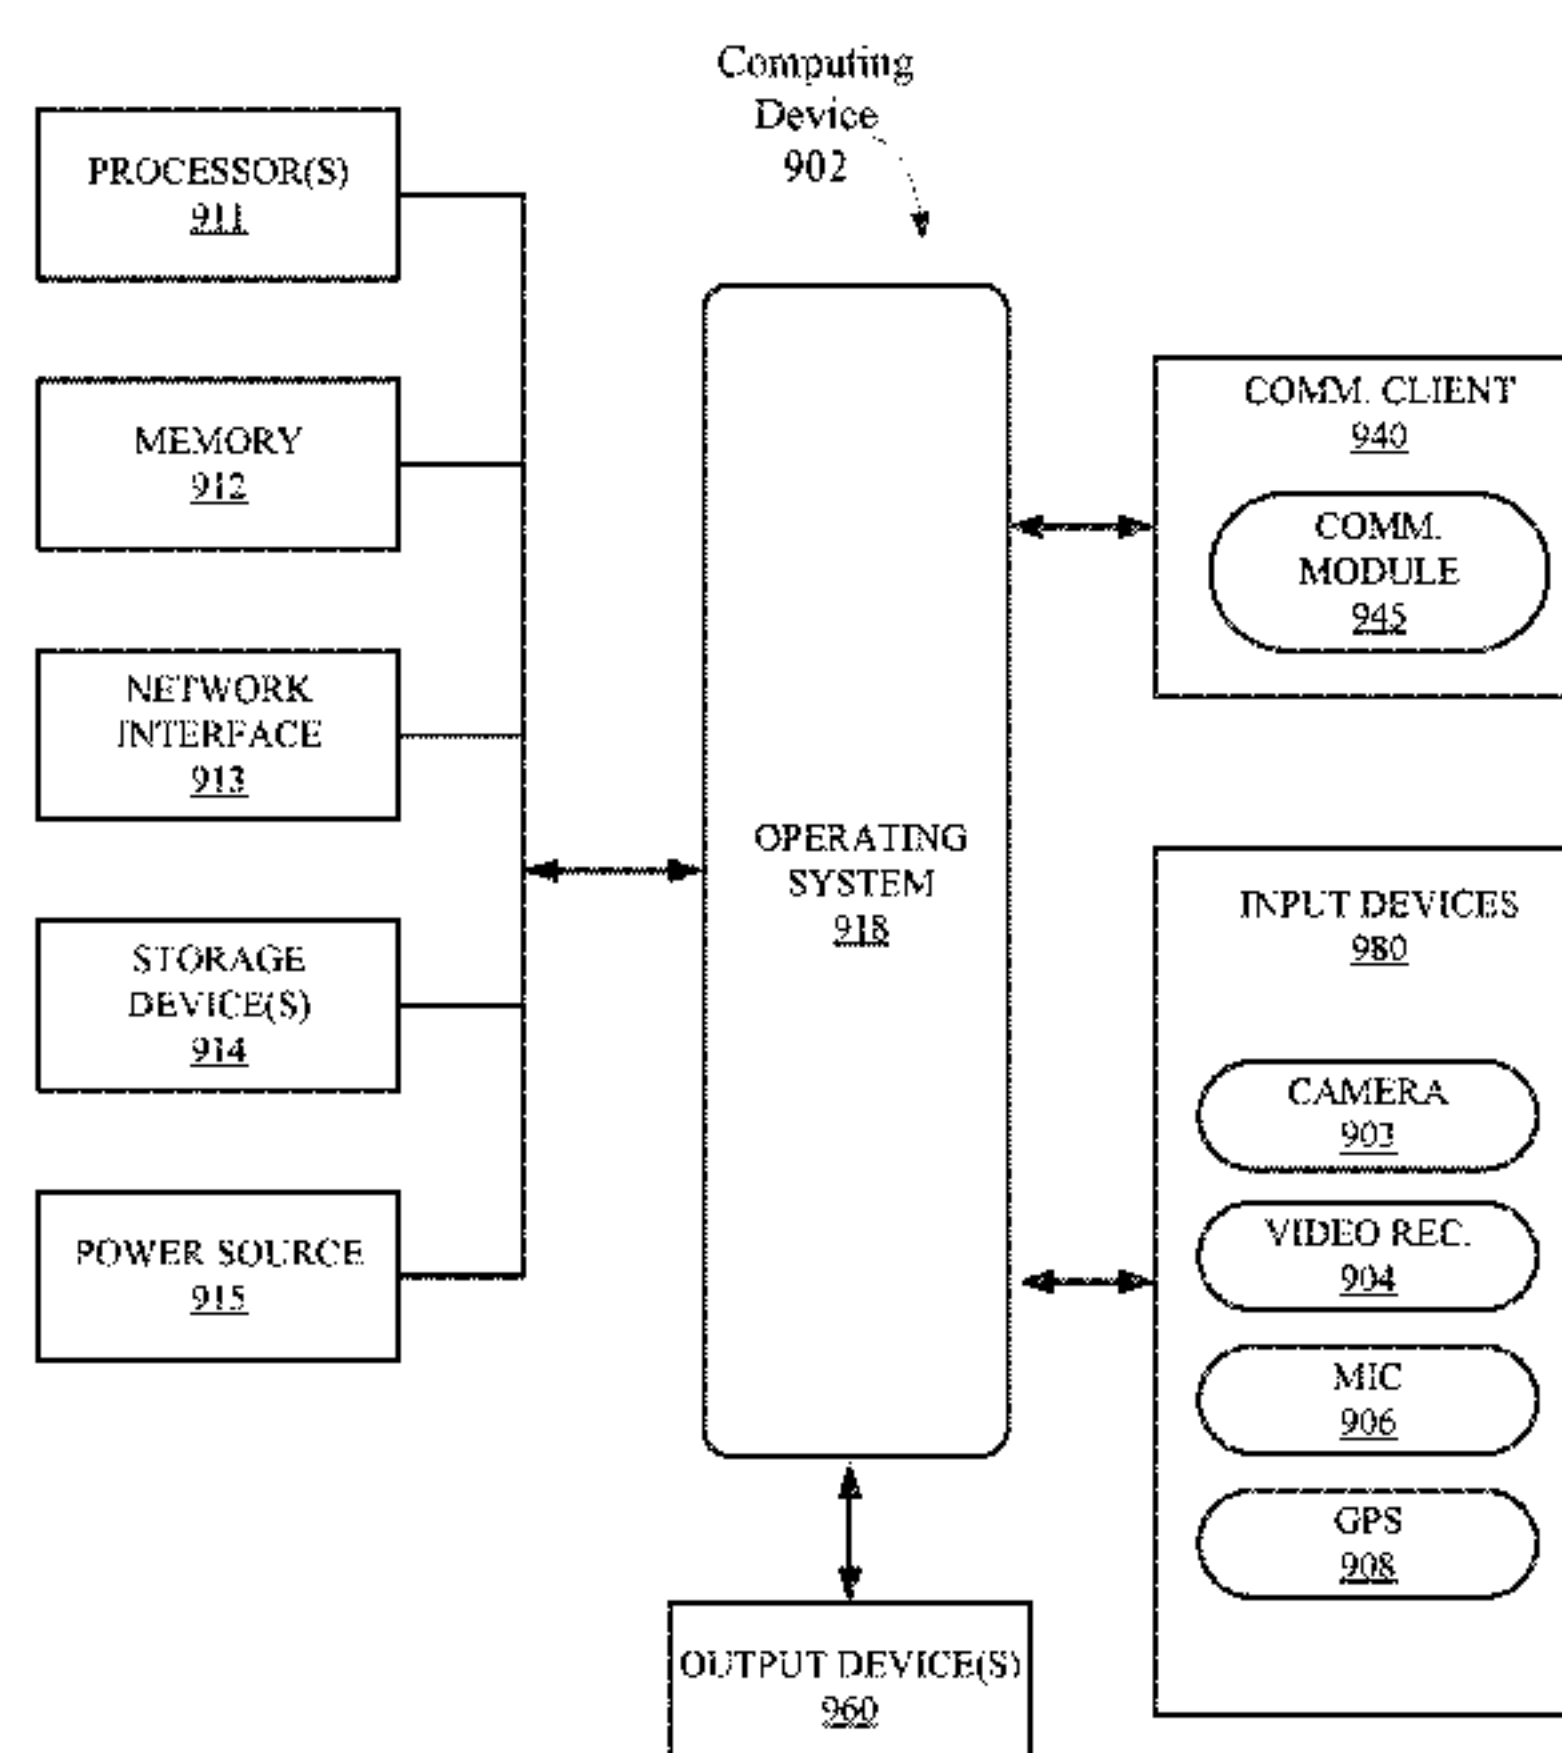 Computing
Device
902
PROCESSOR(S)
911
MEMORY
912
NETWORK
INTERFACE
913
STORAGE
DEVICE(S)
914
POWER SOURCE
915
OPERATING
SYSTEM
918
COMM. CLIENT
940
COMM.
MODULE
945
INPUT DEVICES
980
CAMERA
903
VIDEO REC.
904
MIC
906
GPS
908
OUTPUT DEVICE(S)
960